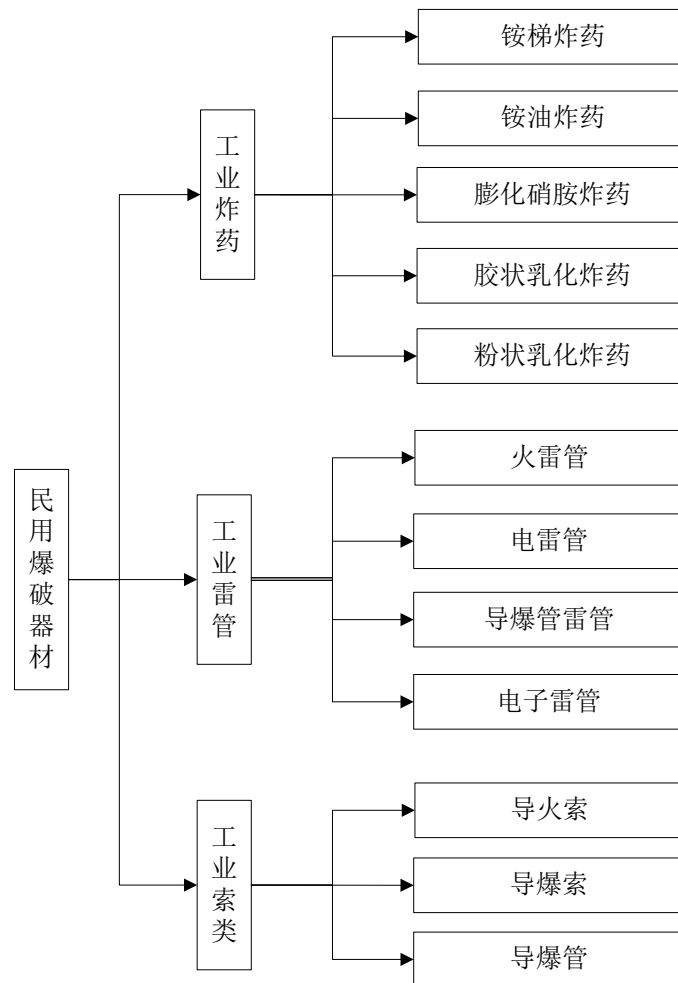 民用爆破器材
工业炸药
铵梯炸药
铵油炸药
膨化硝胺炸药
胶状乳化炸药
粉状乳化炸药
工业雷管
火雷管
电雷管
导爆管雷管
电子雷管
工业索类
导火索
导爆索
导爆管